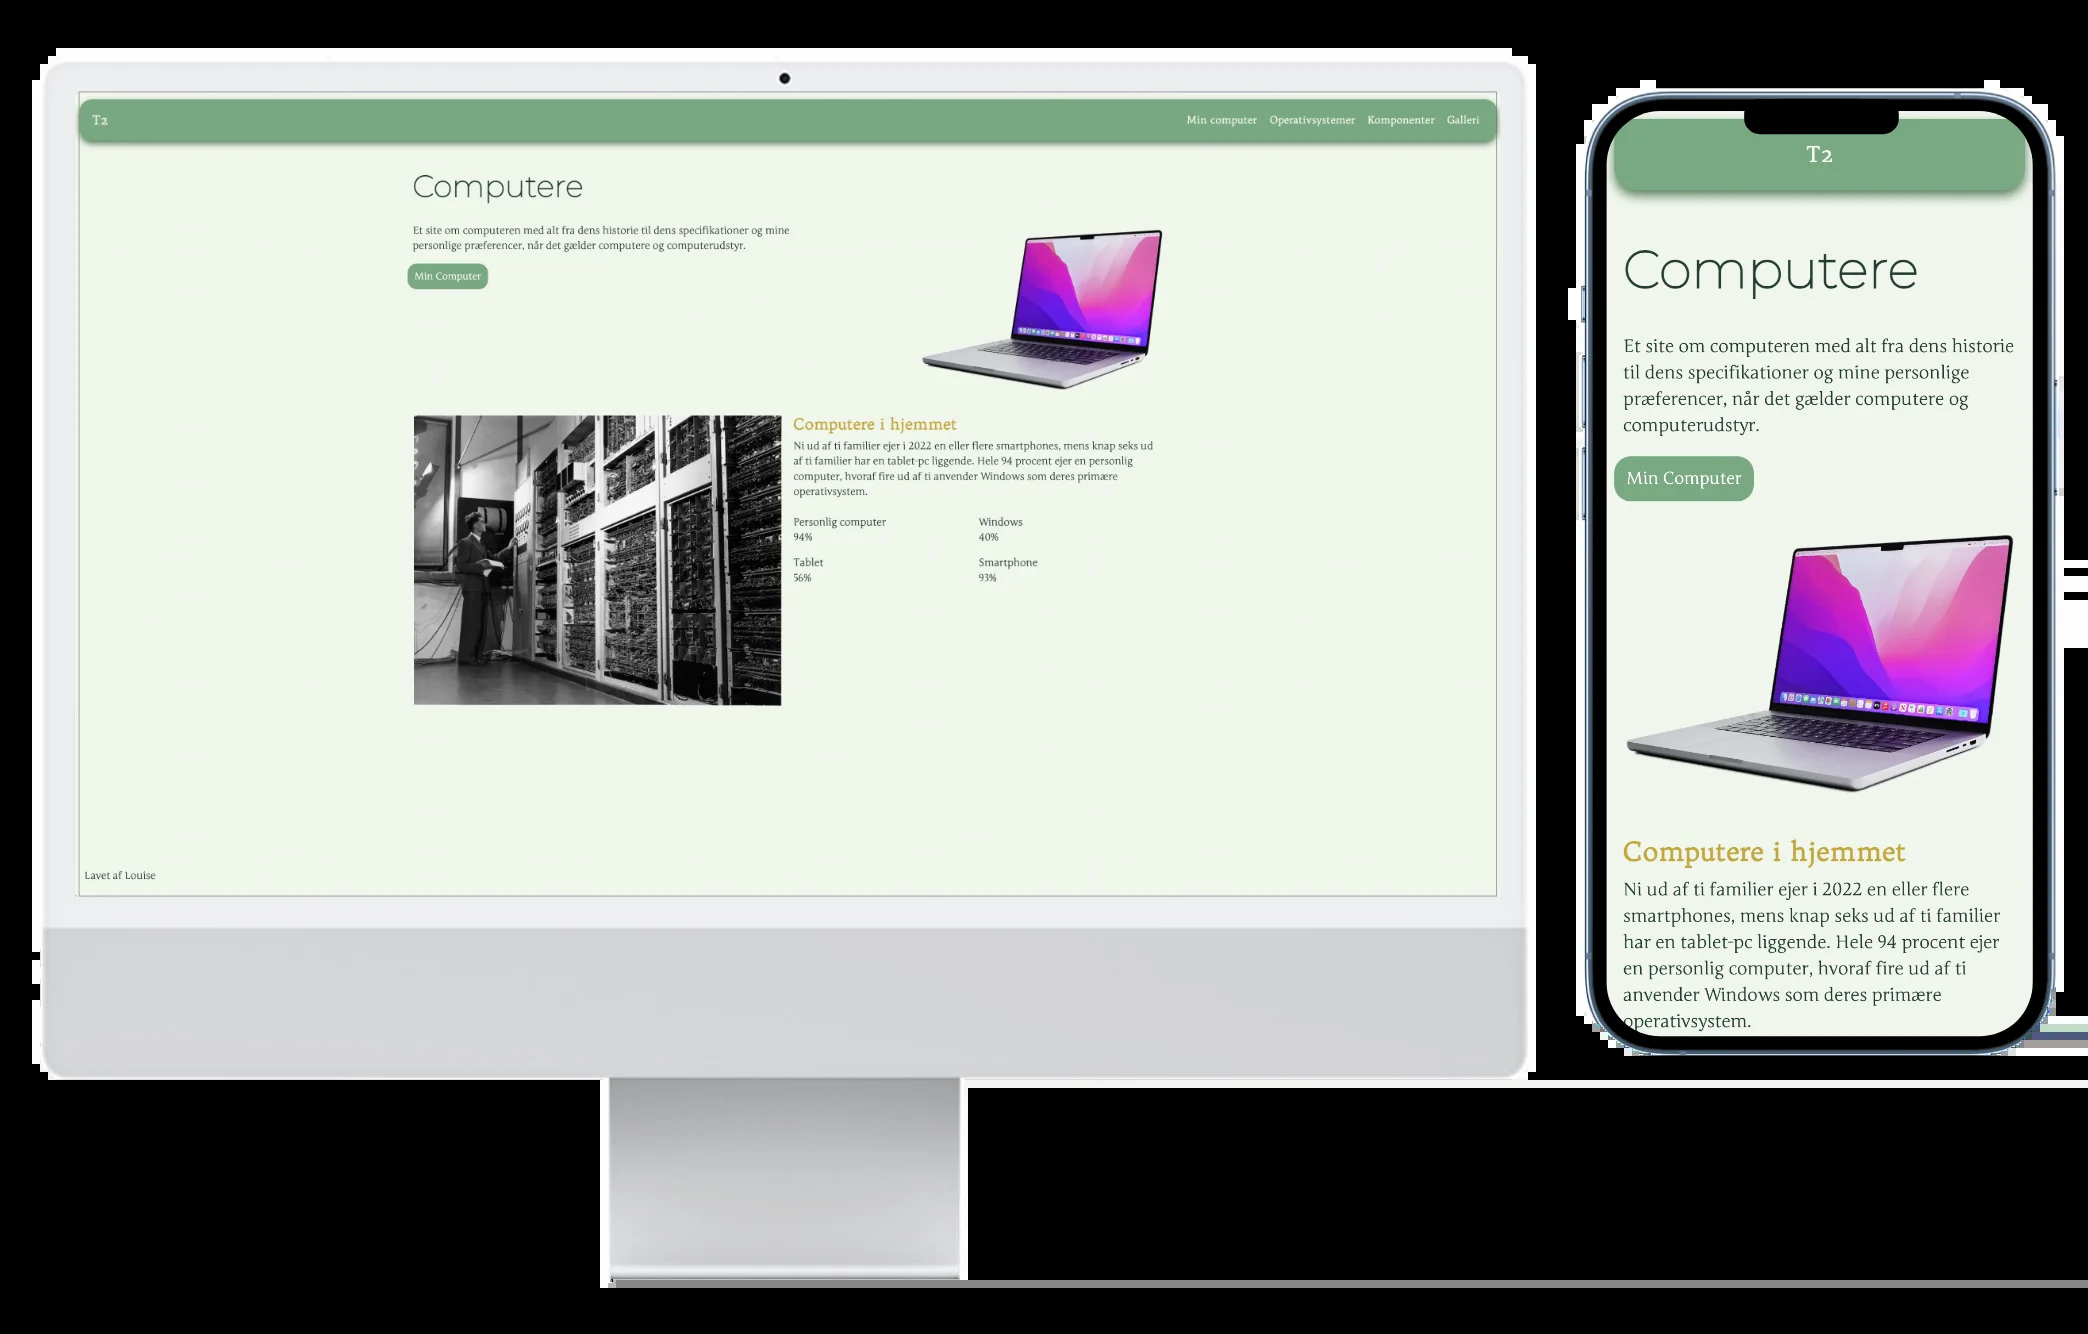 T2
Min computer Operativsystemer Komponenter Galleri
Computere
Et site om computeren med alt fra dens historie til dens specifikationer og mine
personlige præferencer, når det gælder computere og computerudstyr.
Min Computer
Computere i hjemmet
Ni ud af ti familier ejer i 2022 en eller flere smartphones, mens knap seks ud
af ti familier har en tablet-pc liggende. Hele 94 procent ejer en personlig
computer, hvoraf fire ud af ti anvender Windows som deres primære
operativsystem.
Personlig computer Windows
94% 40%
Tablet Smartphone
56% 93%
Lavet af Louise
T2
Computere
Et site om computeren med alt fra dens historie
til dens specifikationer og mine personlige
præferencer, når det gælder computere og
computerudstyr.
Min Computer
Computere i hjemmet
Ni ud af ti familier ejer i 2022 en eller flere
smartphones, mens knap seks ud af ti familier
har en tablet-pc liggende. Hele 94 procent ejer
en personlig computer, hvoraf fire ud af ti
anvender Windows som deres primære
operativsystem.